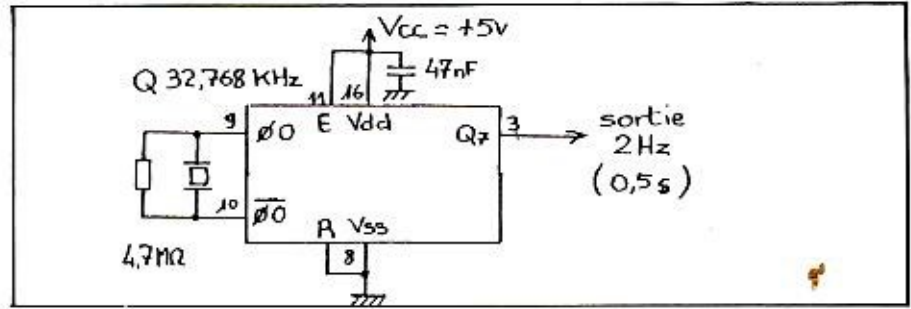 Vcc = +5v
47nF
Q 32,768 KHz
11 16
9 ØO E Vdd Q7 3
sortie
2Hz
(0,5s)
10 \overline{ØO}
R Vss
4,7MΩ
8